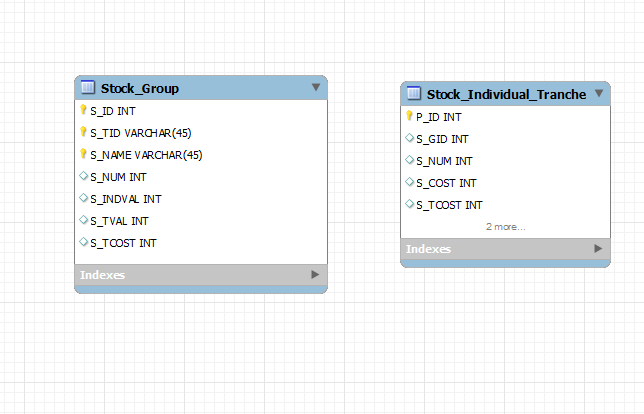 Stock_Group
S_ID INT
S_TID VARCHAR(45)
S_NAME VARCHAR(45)
S_NUM INT
S_INDVAL INT
S_TVAL INT
S_TCOST INT
Indexes
Stock_Individual_Tranche
P_ID INT
S_GID INT
S_NUM INT
S_COST INT
S_TCOST INT
2 more...
Indexes